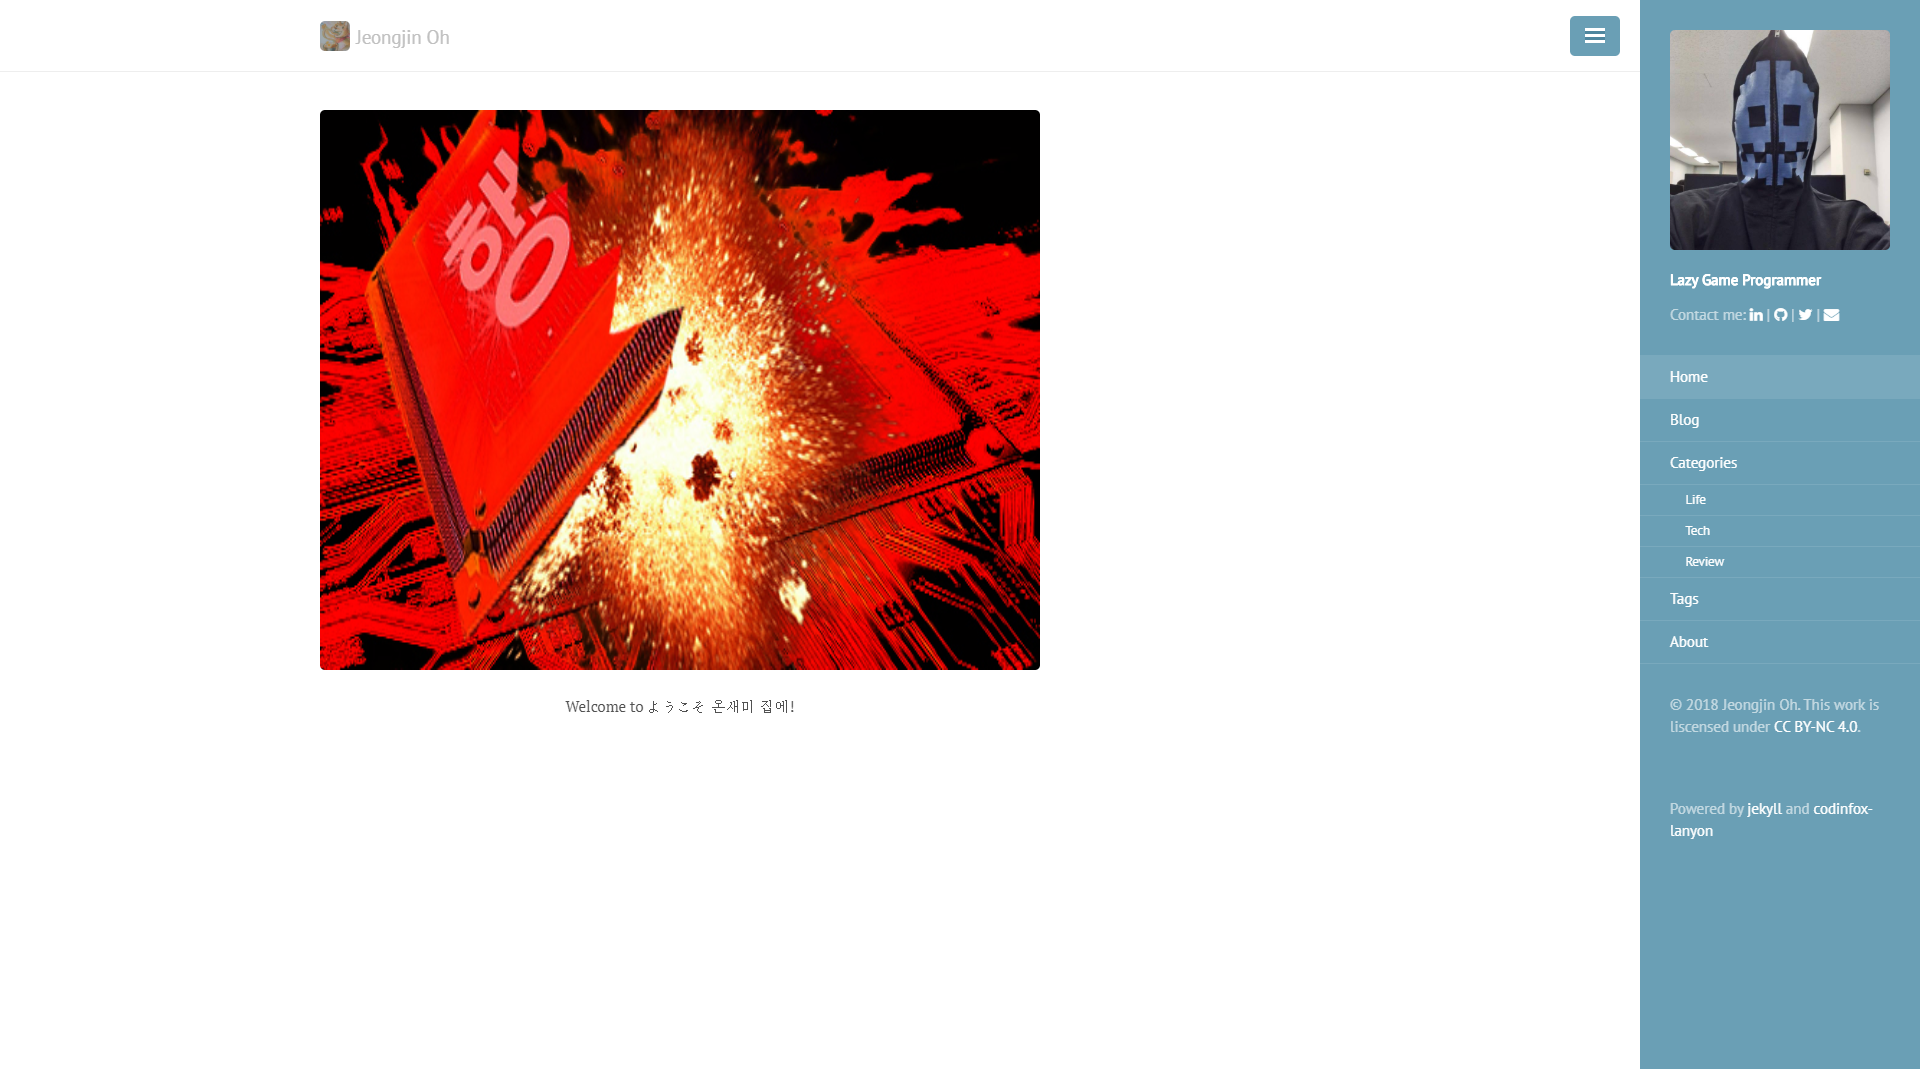 Jeongjin Oh
항
Welcome to ようこそ 온새미 집에!
Lazy Game Programmer
Contact me: | | |
Home
Blog
Categories
Life
Tech
Review
Tags
About
© 2018 Jeongjin Oh. This work is
liscensed under CC BY-NC 4.0.
Powered by jekyll and codinfox-
lanyon